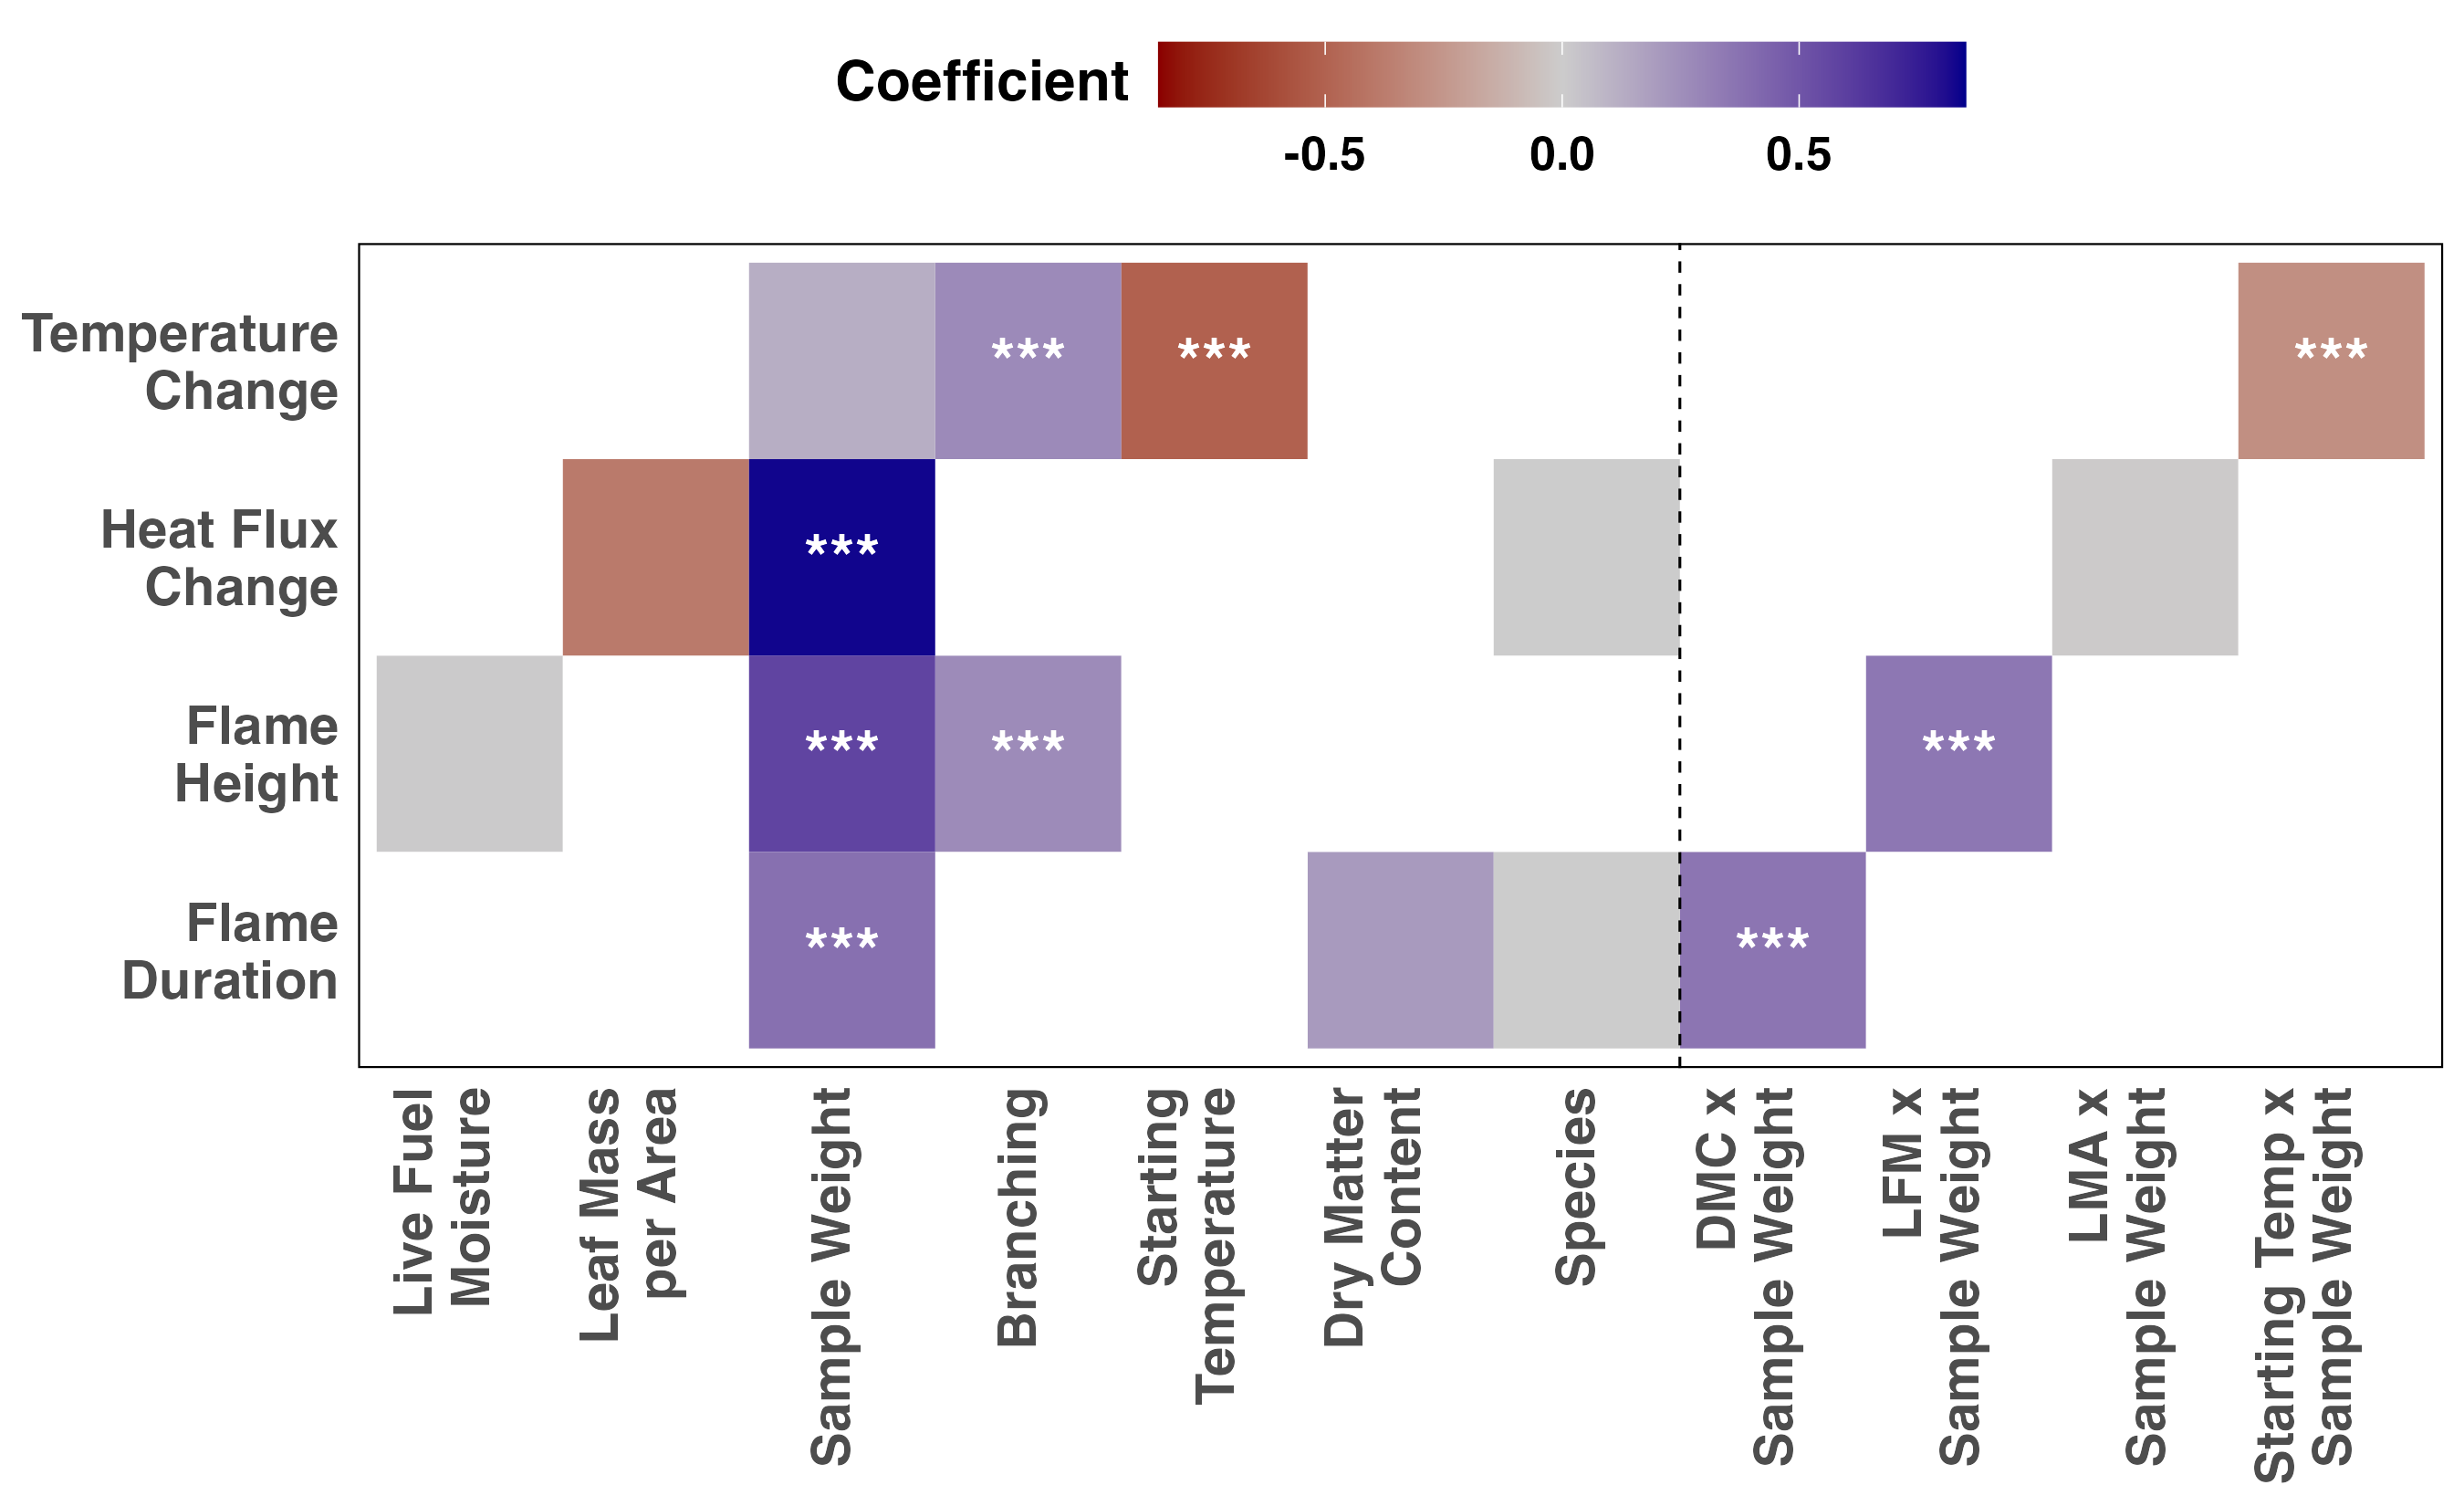 Coefficient
-0.5 0.0 0.5
Temperature
Change
*** *** ***
Heat Flux
Change
***
Flame
Height
*** *** ***
Flame
Duration
*** ***
Live Fuel
Moisture
Leaf Mass
per Area
Sample Weight
Branching
Starting
Temperature
Dry Matter
Content
Species
DMC x
Sample Weight
LFM x
Sample Weight
LMA x
Sample Weight
Starting Temp x
Sample Weight